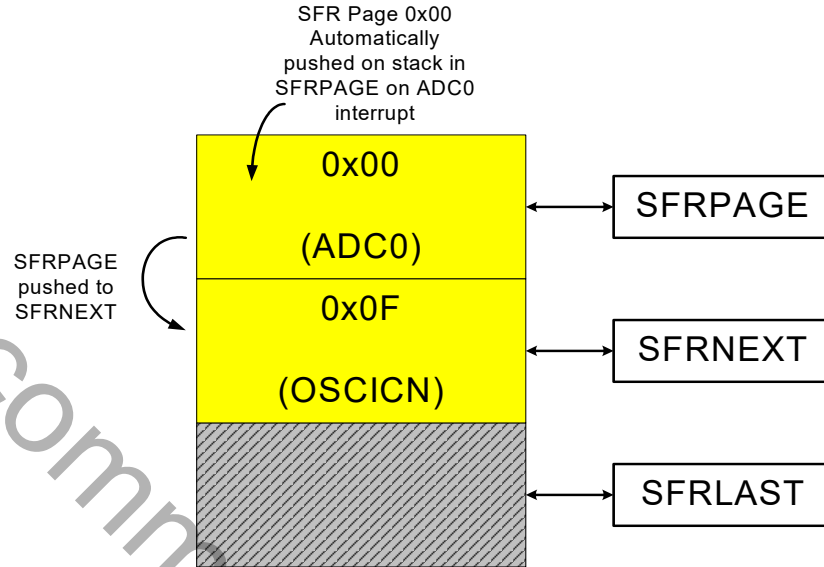 SFR Page 0x00
Automatically
pushed on stack in
SFRPAGE on ADC0
interrupt
0x00
(ADC0)
SFRPAGE
SFRPAGE
pushed to
SFRNEXT
0x0F
(OSCICN)
SFRNEXT
SFRLAST
comm